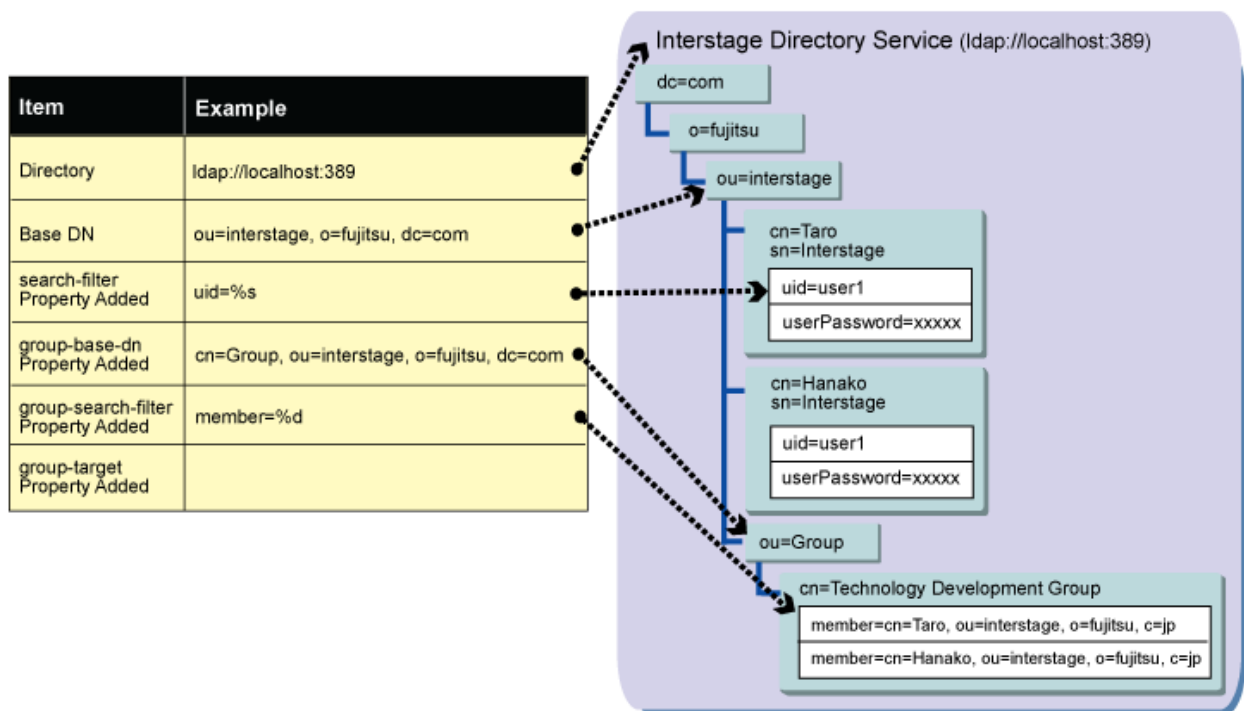 Item Example
Directory ldap://localhost:389
Base DN ou=interstage, o=fujitsu, dc=com
search-filter
Property Added
uid=%s
group-base-dn
Property Added
cn=Group, ou=interstage, o=fujitsu, dc=com
group-search-filter
Property Added
member=%d
group-target
Property Added
Interstage Directory Service (ldap://localhost:389)
dc=com
o=fujitsu
ou=interstage
cn=Taro
sn=Interstage
uid=user1
userPassword=xxxxx
cn=Hanako
sn=Interstage
uid=user1
userPassword=xxxxx
ou=Group
cn=Technology Development Group
member=cn=Taro, ou=interstage, o=fujitsu, c=jp
member=cn=Hanako, ou=interstage, o=fujitsu, c=jp